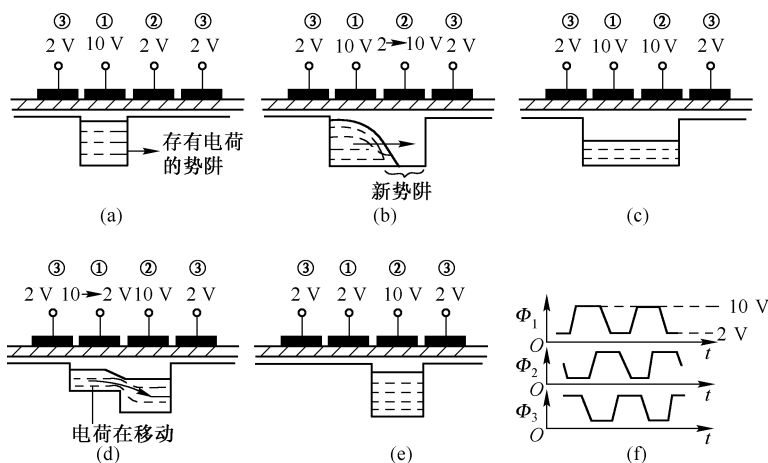 ③ ① ② ③
2 V 10 V 2 V 2 V
存有电荷
的势阱
(a)
③ ① ② ③
2 V 10 V 2→10 V 2 V
新势阱
(b)
③ ① ② ③
2 V 10 V 10 V 2 V
(c)
③ ① ② ③
2 V 10→2 V 10 V 2 V
电荷在移动
(d)
③ ① ② ③
2 V 2 V 10 V 2 V
(e)
Φ1 10 V
2 V
O t
Φ2
O t
Φ3
O t
(f)